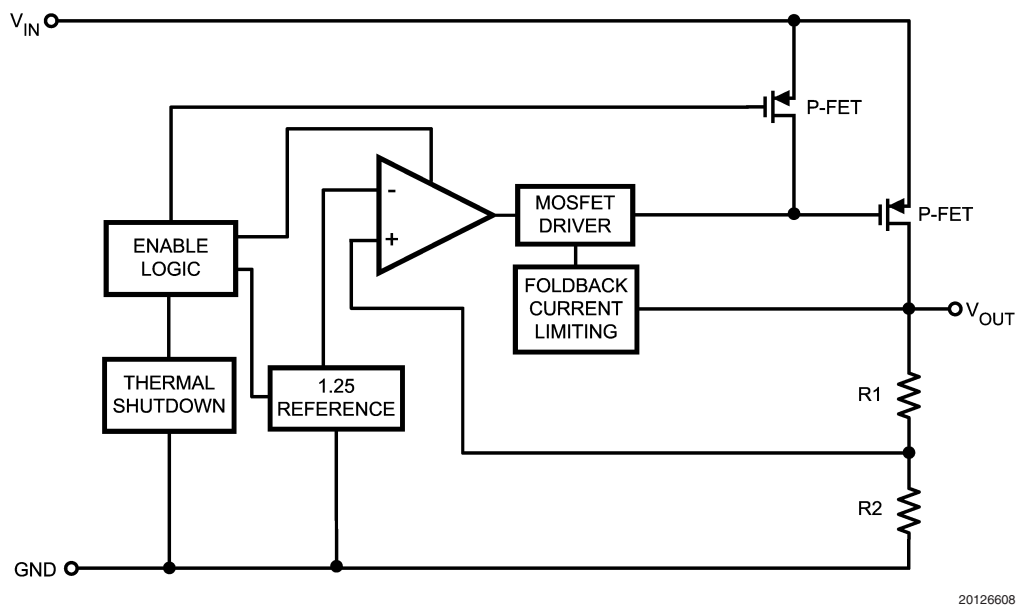 VIN
P-FET
P-FET
-
+
MOSFET
DRIVER
ENABLE
LOGIC
FOLDBACK
CURRENT
LIMITING
VOUT
THERMAL
SHUTDOWN
1.25
REFERENCE
R1
R2
GND
20126608